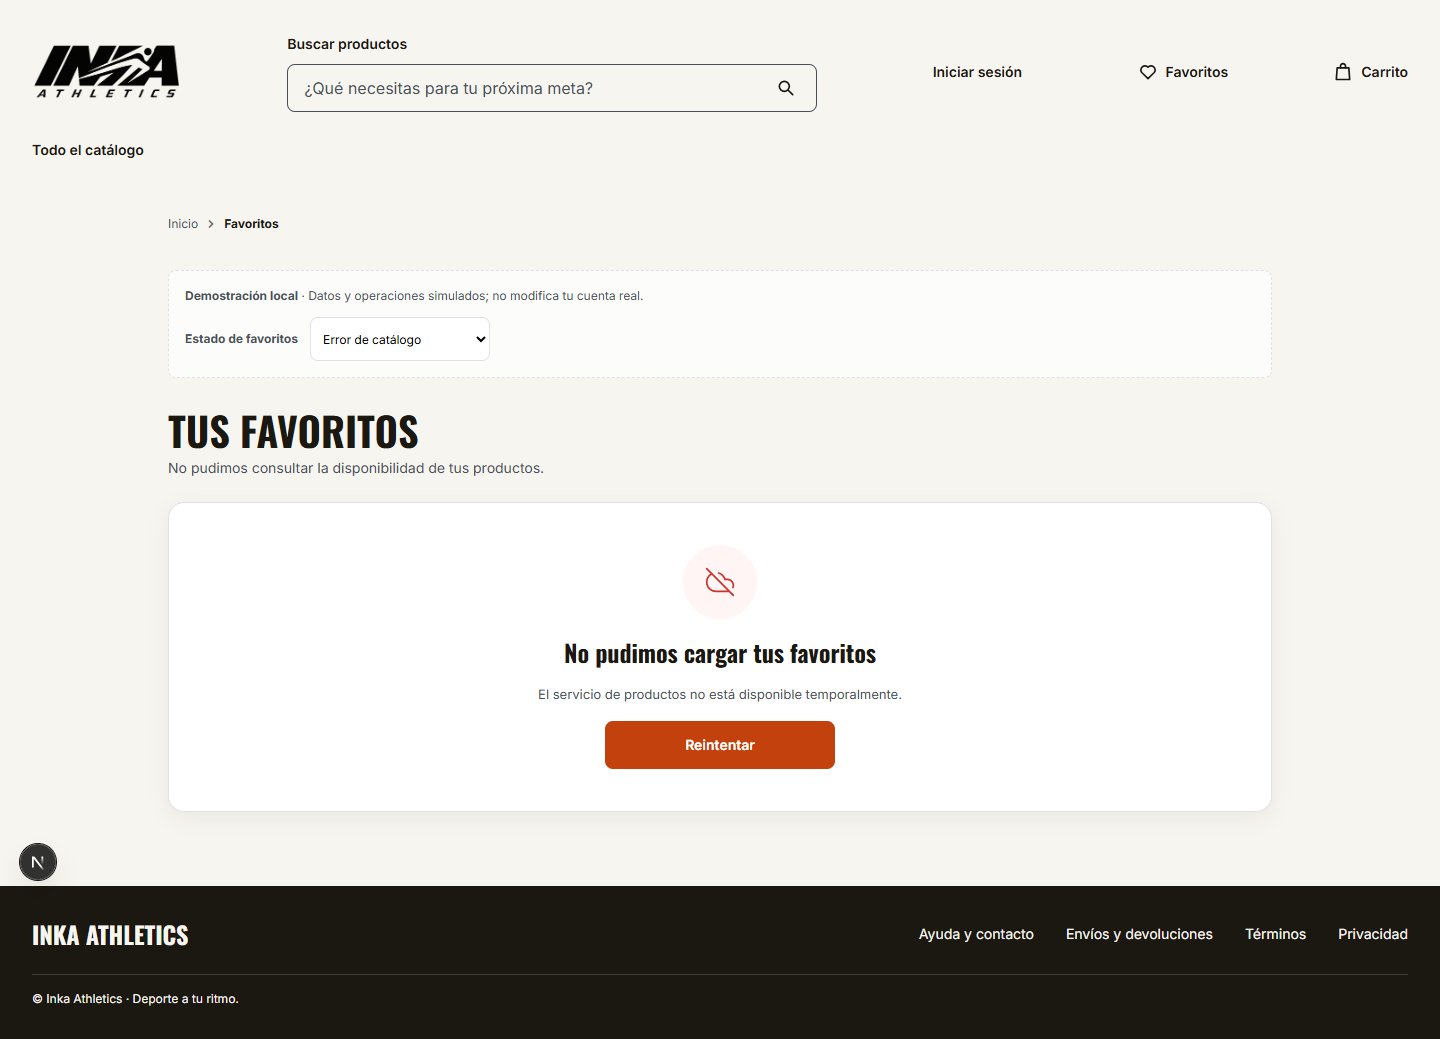 INKA
ATHLETICS
Buscar productos
¿Qué necesitas para tu próxima meta?
Iniciar sesión
Favoritos
Carrito
Todo el catálogo
Inicio > Favoritos
Demostración local · Datos y operaciones simulados; no modifica tu cuenta real.
Estado de favoritos
Error de catálogo
TUS FAVORITOS
No pudimos consultar la disponibilidad de tus productos.
No pudimos cargar tus favoritos
El servicio de productos no está disponible temporalmente.
Reintentar
N
INKA ATHLETICS
Ayuda y contacto
Envíos y devoluciones
Términos
Privacidad
© Inka Athletics · Deporte a tu ritmo.